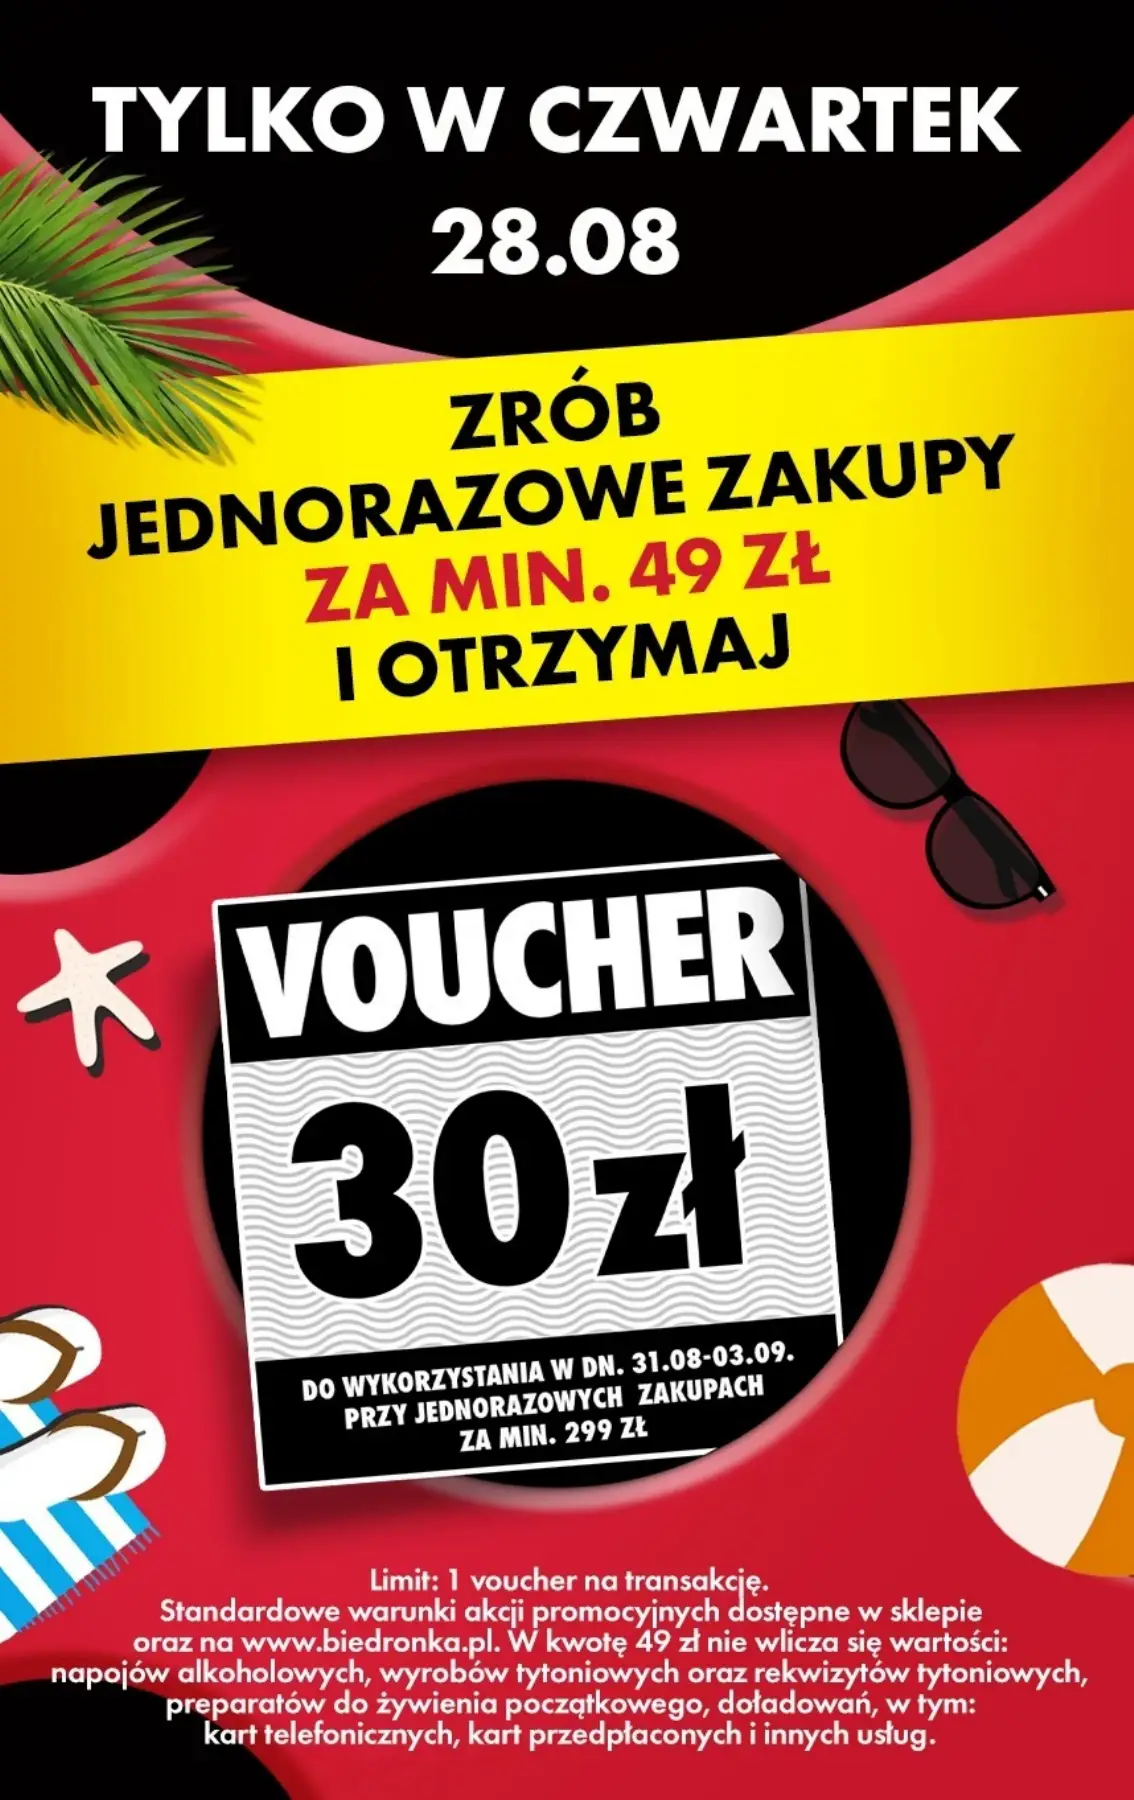 TYLKO W CZWARTEK
28.08
ZRÓB
JEDNORAZOWE ZAKUPY
ZA MIN. 49 ZŁ
I OTRZYMAJ
VOUCHER
30 zł
DO WYKORZYSTANIA W DN. 31.08-03.09.
PRZY JEDNORAZOWYCH ZAKUPACH
ZA MIN. 299 ZŁ
Limit: 1 voucher na transakcję.
Standardowe warunki akcji promocyjnych dostępne w sklepie
oraz na www.biedronka.pl. W kwotę 49 zł nie wlicza się wartości:
napojów alkoholowych, wyrobów tytoniowych oraz rekwizytów tytoniowych,
preparatów do żywienia początkowego, doładowań, w tym:
kart telefonicznych, kart przedpłaconych i innych usług.